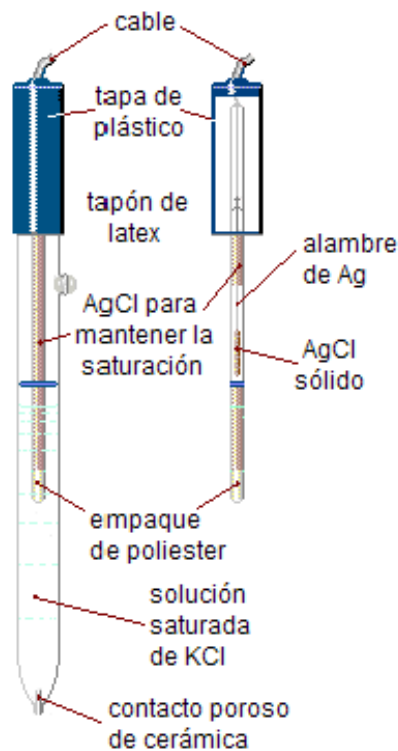 cable
tapa de
plástico
tapón de
latex
alambre
de Ag
AgCl para
mantener la
saturación
AgCl
sólido
empaque
de poliester
solución
saturada
de KCl
contacto poroso
de cerámica